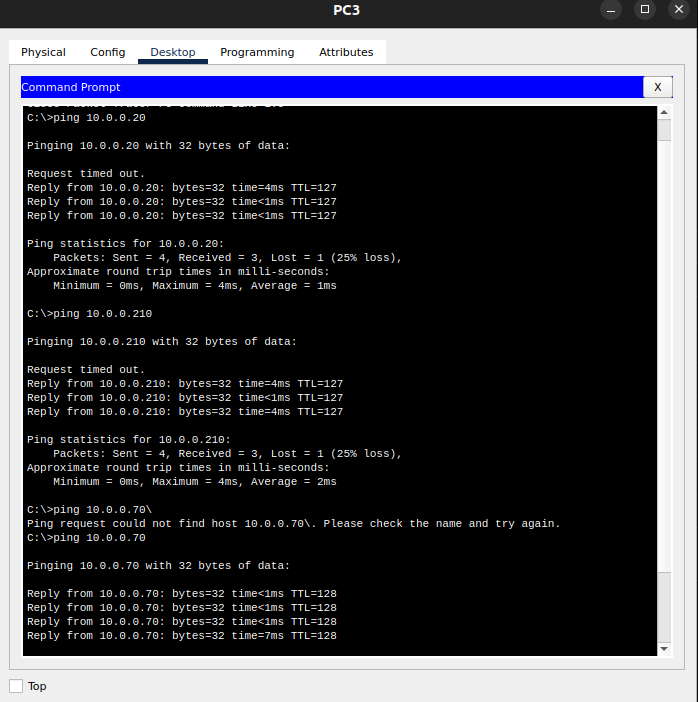 PC3
Physical Config Desktop Programming Attributes
Command Prompt
X
C:\>ping 10.0.0.20
Pinging 10.0.0.20 with 32 bytes of data:
Request timed out.
Reply from 10.0.0.20: bytes=32 time=4ms TTL=127
Reply from 10.0.0.20: bytes=32 time<1ms TTL=127
Reply from 10.0.0.20: bytes=32 time<1ms TTL=127
Ping statistics for 10.0.0.20:
Packets: Sent = 4, Received = 3, Lost = 1 (25% loss),
Approximate round trip times in milli-seconds:
Minimum = 0ms, Maximum = 4ms, Average = 1ms
C:\>ping 10.0.0.210
Pinging 10.0.0.210 with 32 bytes of data:
Request timed out.
Reply from 10.0.0.210: bytes=32 time=4ms TTL=127
Reply from 10.0.0.210: bytes=32 time<1ms TTL=127
Reply from 10.0.0.210: bytes=32 time=4ms TTL=127
Ping statistics for 10.0.0.210:
Packets: Sent = 4, Received = 3, Lost = 1 (25% loss),
Approximate round trip times in milli-seconds:
Minimum = 0ms, Maximum = 4ms, Average = 2ms
C:\>ping 10.0.0.70\
Ping request could not find host 10.0.0.70\. Please check the name and try again.
C:\>ping 10.0.0.70
Pinging 10.0.0.70 with 32 bytes of data:
Reply from 10.0.0.70: bytes=32 time<1ms TTL=128
Reply from 10.0.0.70: bytes=32 time<1ms TTL=128
Reply from 10.0.0.70: bytes=32 time<1ms TTL=128
Reply from 10.0.0.70: bytes=32 time=7ms TTL=128
Top